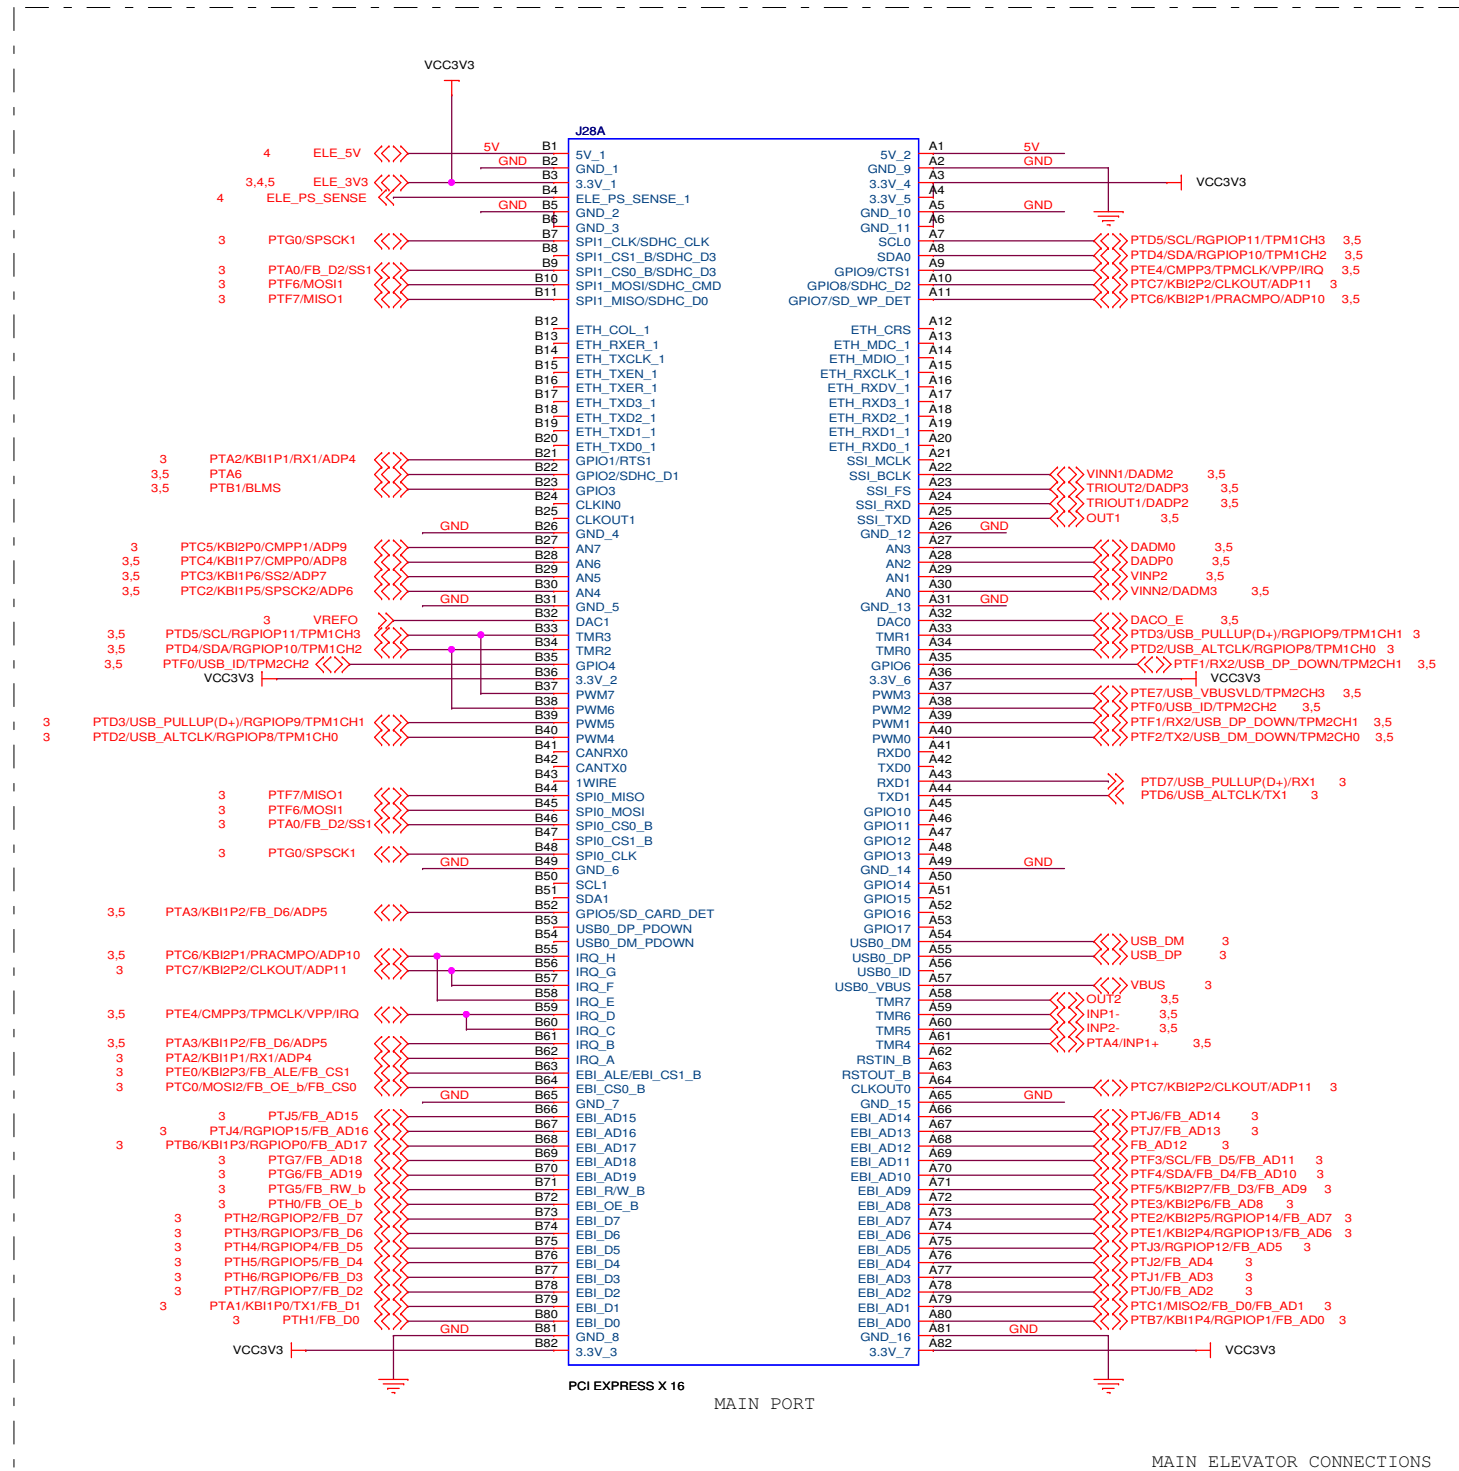 VCC3V3
J28A
4 ELE_5V 5V B1 5V_1 5V_2 A1 5V
GND B2 GND_1 GND_9 A2 GND
3,4,5 ELE_3V3 B3 3.3V_1 3.3V_4 A3 VCC3V3
4 ELE_PS_SENSE B4 ELE_PS_SENSE_1 3.3V_5 A4
GND B5 GND_2 GND_10 A5 GND
B6 GND_3 GND_11 A6
3 PTG0/SPSCK1 B7 SPI1_CLK/SDHC_CLK SCL0 A7 PTD5/SCL/RGPIOP11/TPM1CH3 3,5
B8 SPI1_CS1_B/SDHC_D3 SDA0 A8 PTD4/SDA/RGPIOP10/TPM1CH2 3,5
3 PTA0/FB_D2/SS1 B9 SPI1_CS0_B/SDHC_D3 GPIO9/CTS1 A9 PTE4/CMPP3/TPMCLK/VPP/IRQ 3,5
3 PTF6/MOSI1 B10 SPI1_MOSI/SDHC_CMD GPIO8/SDHC_D2 A10 PTC7/KBI2P2/CLKOUT/ADP11 3
3 PTF7/MISO1 B11 SPI1_MISO/SDHC_D0 GPIO7/SD_WP_DET A11 PTC6/KBI2P1/PRACMPO/ADP10 3,5
B12 ETH_COL_1 ETH_CRS A12
B13 ETH_RXER_1 ETH_MDC_1 A13
B14 ETH_TXCLK_1 ETH_MDIO_1 A14
B15 ETH_TXEN_1 ETH_RXCLK_1 A15
B16 ETH_TXER_1 ETH_RXDV_1 A16
B17 ETH_TXD3_1 ETH_RXD3_1 A17
B18 ETH_TXD2_1 ETH_RXD2_1 A18
B19 ETH_TXD1_1 ETH_RXD1_1 A19
B20 ETH_TXD0_1 ETH_RXD0_1 A20
3 PTA2/KBI1P1/RX1/ADP4 B21 GPIO1/RTS1 SSI_MCLK A21
3,5 PTA6 B22 GPIO2/SDHC_D1 SSI_BCLK A22 VINN1/DADM2 3,5
3,5 PTB1/BLMS B23 GPIO3 SSI_FS A23 TRIOUT2/DADP3 3,5
B24 CLKIN0 SSI_RXD A24 TRIOUT1/DADP2 3,5
B25 CLKOUT1 SSI_TXD A25 OUT1 3,5
GND B26 GND_4 GND_12 A26 GND
3 PTC5/KBI2P0/CMPP1/ADP9 B27 AN7 AN3 A27 DADM0 3,5
3,5 PTC4/KBI1P7/CMPP0/ADP8 B28 AN6 AN2 A28 DADP0 3,5
3,5 PTC3/KBI1P6/SS2/ADP7 B29 AN5 AN1 A29 VINP2 3,5
3,5 PTC2/KBI1P5/SPSCK2/ADP6 B30 AN4 AN0 A30 VINN2/DADM3 3,5
GND B31 GND_5 GND_13 A31 GND
3 VREFO B32 DAC1 DAC0 A32 DACO_E 3,5
3,5 PTD5/SCL/RGPIOP11/TPM1CH3 B33 TMR3 TMR1 A33 PTD3/USB_PULLUP(D+)/RGPIOP9/TPM1CH1 3
3,5 PTD4/SDA/RGPIOP10/TPM1CH2 B34 TMR2 TMR0 A34 PTD2/USB_ALTCLK/RGPIOP8/TPM1CH0 3
3,5 PTF0/USB_ID/TPM2CH2 B35 GPIO4 GPIO6 A35 PTF1/RX2/USB_DP_DOWN/TPM2CH1 3,5
VCC3V3 B36 3.3V_2 3.3V_6 A36 VCC3V3
B37 PWM7 PWM3 A37 PTE7/USB_VBUSVLD/TPM2CH3 3,5
B38 PWM6 PWM2 A38 PTF0/USB_ID/TPM2CH2 3,5
3 PTD3/USB_PULLUP(D+)/RGPIOP9/TPM1CH1 B39 PWM5 PWM1 A39 PTF1/RX2/USB_DP_DOWN/TPM2CH1 3,5
3 PTD2/USB_ALTCLK/RGPIOP8/TPM1CH0 B40 PWM4 PWM0 A40 PTF2/TX2/USB_DM_DOWN/TPM2CH0 3,5
B41 CANRX0 RXD0 A41
B42 CANTX0 TXD0 A42
B43 1WIRE RXD1 A43 PTD7/USB_PULLUP(D+)/RX1 3
3 PTF7/MISO1 B44 SPI0_MISO TXD1 A44 PTD6/USB_ALTCLK/TX1 3
3 PTF6/MOSI1 B45 SPI0_MOSI GPIO10 A45
3 PTA0/FB_D2/SS1 B46 SPI0_CS0_B GPIO11 A46
B47 SPI0_CS1_B GPIO12 A47
3 PTG0/SPSCK1 B48 SPI0_CLK GPIO13 A48
GND B49 GND_6 GND_14 A49 GND
B50 SCL1 GPIO14 A50
B51 SDA1 GPIO15 A51
3,5 PTA3/KBI1P2/FB_D6/ADP5 B52 GPIO5/SD_CARD_DET GPIO16 A52
B53 USB0_DP_PDOWN GPIO17 A53
B54 USB0_DM_PDOWN USB0_DM A54 USB_DM 3
3,5 PTC6/KBI2P1/PRACMPO/ADP10 B55 IRQ_H USB0_DP A55 USB_DP 3
3 PTC7/KBI2P2/CLKOUT/ADP11 B56 IRQ_G USB0_ID A56
B57 IRQ_F USB0_VBUS A57 VBUS 3
B58 IRQ_E TMR7 A58 OUT2 3,5
3,5 PTE4/CMPP3/TPMCLK/VPP/IRQ B59 IRQ_D TMR6 A59 INP1- 3,5
B60 IRQ_C TMR5 A60 INP2- 3,5
3,5 PTA3/KBI1P2/FB_D6/ADP5 B61 IRQ_B TMR4 A61 PTA4/INP1+ 3,5
3 PTA2/KBI1P1/RX1/ADP4 B62 IRQ_A RSTIN_B A62
3 PTE0/KBI2P3/FB_ALE/FB_CS1 B63 EBI_ALE/EBI_CS1_B RSTOUT_B A63
3 PTC0/MOSI2/FB_OE_b/FB_CS0 B64 EBI_CS0_B CLKOUT0 A64 PTC7/KBI2P2/CLKOUT/ADP11 3
GND B65 GND_7 GND_15 A65 GND
3 PTJ5/FB_AD15 B66 EBI_AD15 EBI_AD14 A66 PTJ6/FB_AD14 3
3 PTJ4/RGPIOP15/FB_AD16 B67 EBI_AD16 EBI_AD13 A67 PTJ7/FB_AD13 3
3 PTB6/KBI1P3/RGPIOP0/FB_AD17 B68 EBI_AD17 EBI_AD12 A68 FB_AD12 3
3 PTG7/FB_AD18 B69 EBI_AD18 EBI_AD11 A69 PTF3/SCL/FB_D5/FB_AD11 3
3 PTG6/FB_AD19 B70 EBI_AD19 EBI_AD10 A70 PTF4/SDA/FB_D4/FB_AD10 3
3 PTG5/FB_RW_b B71 EBI_R/W_B EBI_AD9 A71 PTF5/KBI2P7/FB_D3/FB_AD9 3
3 PTH0/FB_OE_b B72 EBI_OE_B EBI_AD8 A72 PTE3/KBI2P6/FB_AD8 3
3 PTH2/RGPIOP2/FB_D7 B73 EBI_D7 EBI_AD7 A73 PTE2/KBI2P5/RGPIOP14/FB_AD7 3
3 PTH3/RGPIOP3/FB_D6 B74 EBI_D6 EBI_AD6 A74 PTE1/KBI2P4/RGPIOP13/FB_AD6 3
3 PTH4/RGPIOP4/FB_D5 B75 EBI_D5 EBI_AD5 A75 PTJ3/RGPIOP12/FB_AD5 3
3 PTH5/RGPIOP5/FB_D4 B76 EBI_D4 EBI_AD4 A76 PTJ2/FB_AD4 3
3 PTH6/RGPIOP6/FB_D3 B77 EBI_D3 EBI_AD3 A77 PTJ1/FB_AD3 3
3 PTH7/RGPIOP7/FB_D2 B78 EBI_D2 EBI_AD2 A78 PTJ0/FB_AD2 3
3 PTA1/KBI1P0/TX1/FB_D1 B79 EBI_D1 EBI_AD1 A79 PTC1/MISO2/FB_D0/FB_AD1 3
3 PTH1/FB_D0 B80 EBI_D0 EBI_AD0 A80 PTB7/KBI1P4/RGPIOP1/FB_AD0 3
GND B81 GND_8 GND_16 A81 GND
VCC3V3 B82 3.3V_3 3.3V_7 A82 VCC3V3
PCI EXPRESS X 16
MAIN PORT
MAIN ELEVATOR CONNECTIONS